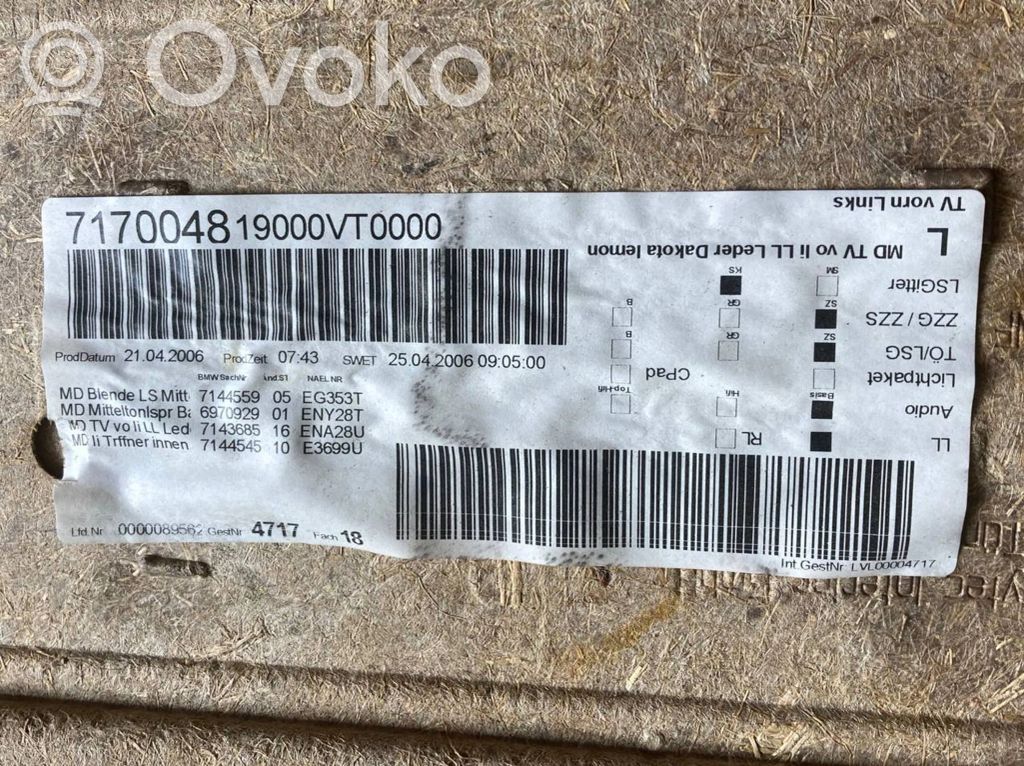 Ovoko
717004819000VT0000
ProdDatum 21.04.2006 ProdZeit 07:43 SWET 25.04.2006 09:05:00
BMW SachNr Änd.ST NAEL NR
MD Blende LS Mitt 7144559 05 EG353T
MD Mitteltonlspr Ba 6970929 01 ENY28T
MD TV vo li LL Led 7143685 16 ENA28U
MD li Trffner innen 7144545 10 E3699U
Lfd.Nr 0000089562 GestNr 4717 Fach 18
Int.GestNr LVL00004717
TV vorn Links
L MD TV vo li LL Leder Dakota lemon
LSGitter SM KS
ZZG / ZZS SZ GR B
TÖ/LSG SZ GR B
Lichtpaket CPad
Audio Basis Hifi Top-Hifi
LL RL